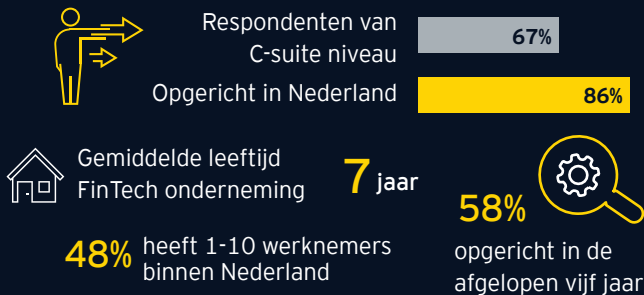 Respondenten van
C-suite niveau
67%
Opgericht in Nederland
86%
Gemiddelde leeftijd
FinTech onderneming
7 jaar
48% heeft 1-10 werknemers
binnen Nederland
58%
opgericht in de
afgelopen vijf jaar